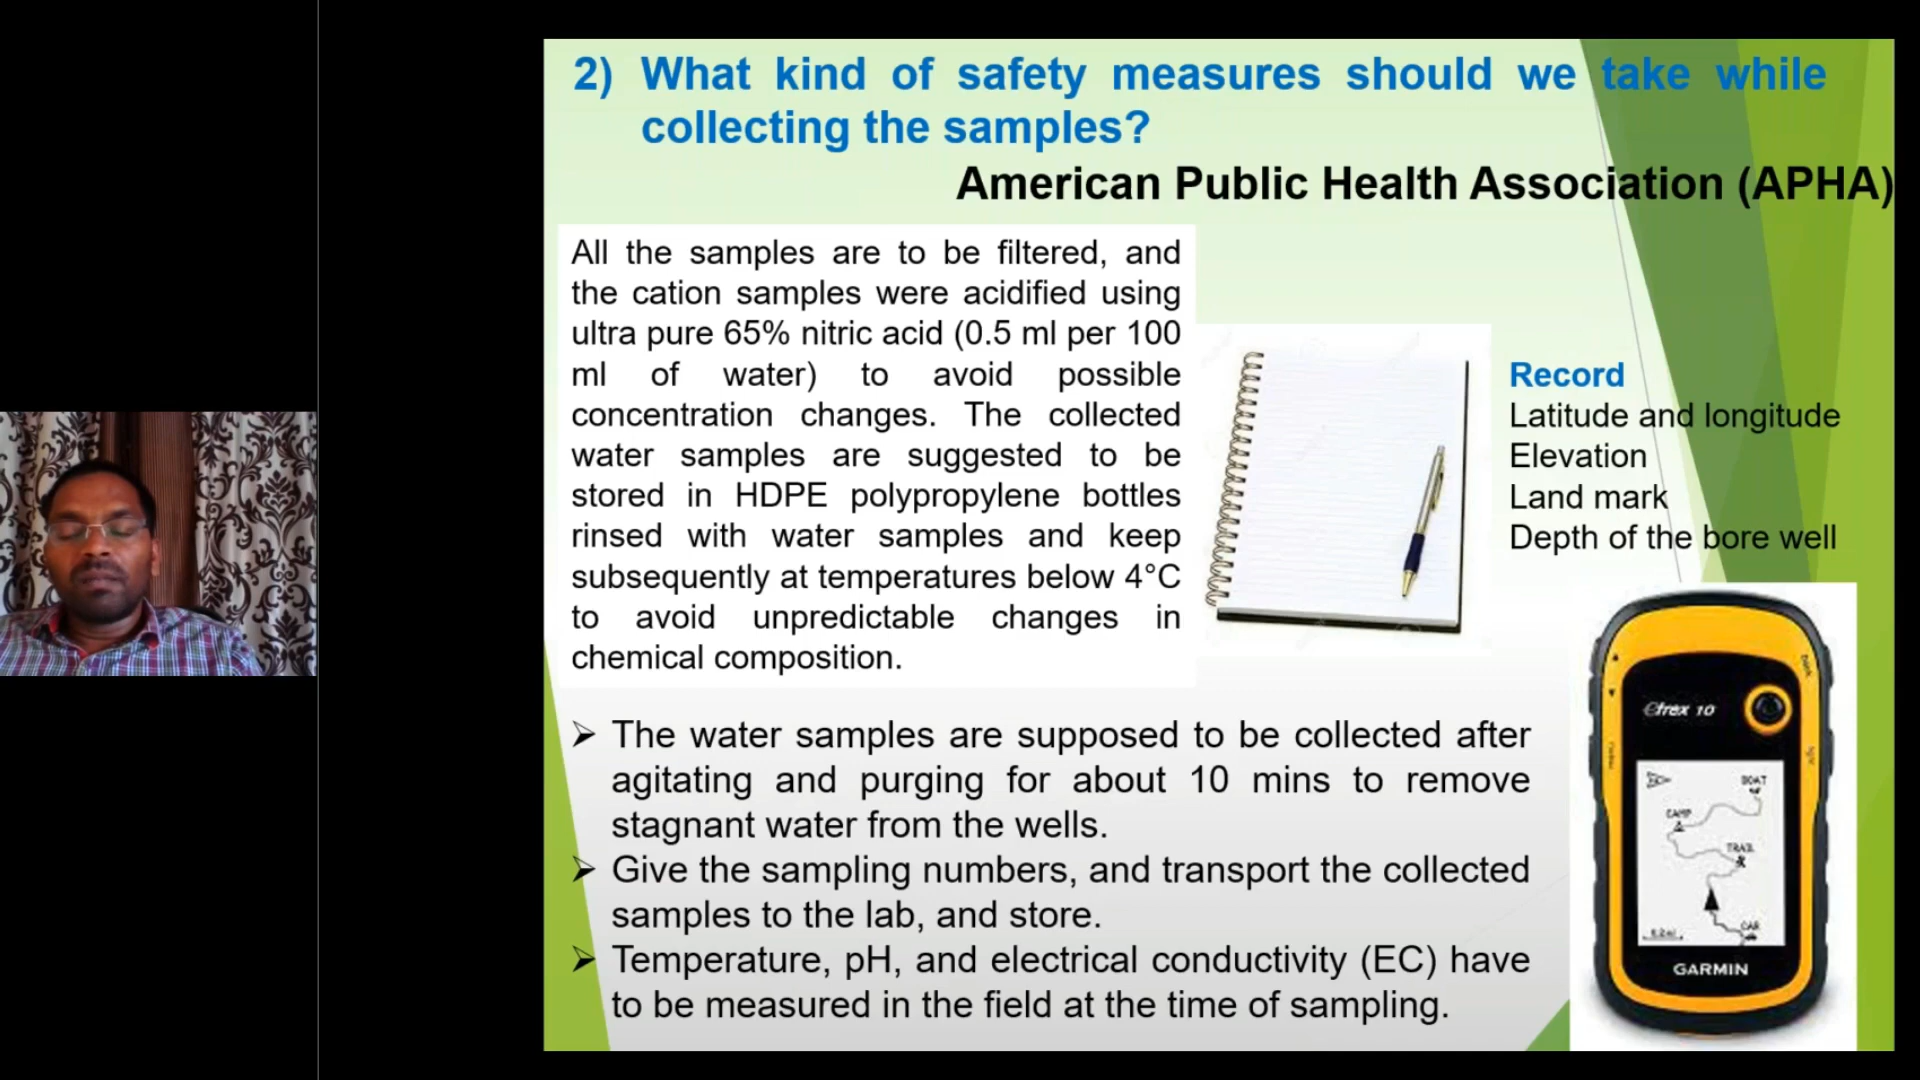 2) What kind of safety measures should we take while
collecting the samples?
American Public Health Association (APHA)
All the samples are to be filtered, and
the cation samples were acidified using
ultra pure 65% nitric acid (0.5 ml per 100
ml of water) to avoid possible
concentration changes. The collected
water samples are suggested to be
stored in HDPE polypropylene bottles
rinsed with water samples and keep
subsequently at temperatures below 4°C
to avoid unpredictable changes in
chemical composition.
Record
Latitude and longitude
Elevation
Land mark
Depth of the bore well
➢ The water samples are supposed to be collected after
agitating and purging for about 10 mins to remove
stagnant water from the wells.
➢ Give the sampling numbers, and transport the collected
samples to the lab, and store.
➢ Temperature, pH, and electrical conductivity (EC) have
to be measured in the field at the time of sampling.
etrex 10
BOAT
CAMP
TRAIL
CAR
GARMIN